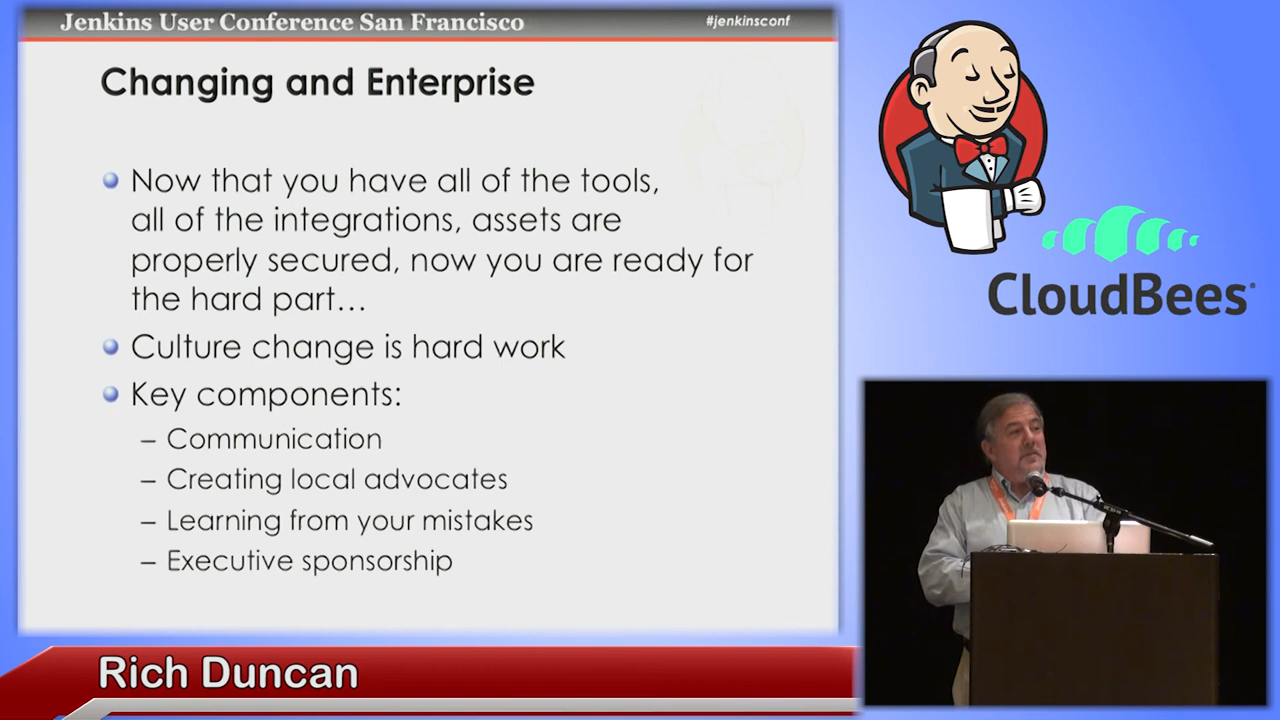 Jenkins User Conference San Francisco
#jenkinsconf
Changing and Enterprise
Now that you have all of the tools,
all of the integrations, assets are
properly secured, now you are ready for
the hard part…
Culture change is hard work
Key components:
– Communication
– Creating local advocates
– Learning from your mistakes
– Executive sponsorship
CloudBees
Rich Duncan